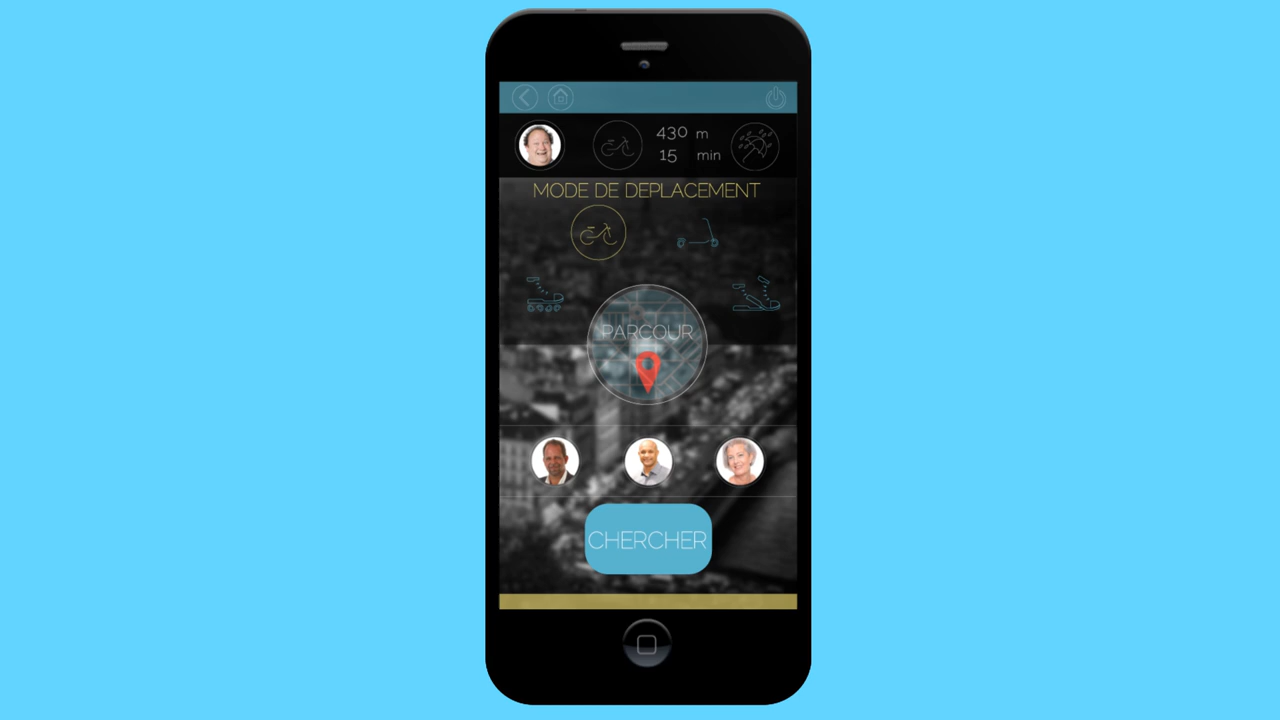 430 m
15 min
MODE DE DEPLACEMENT
PARCOUR
CHERCHER